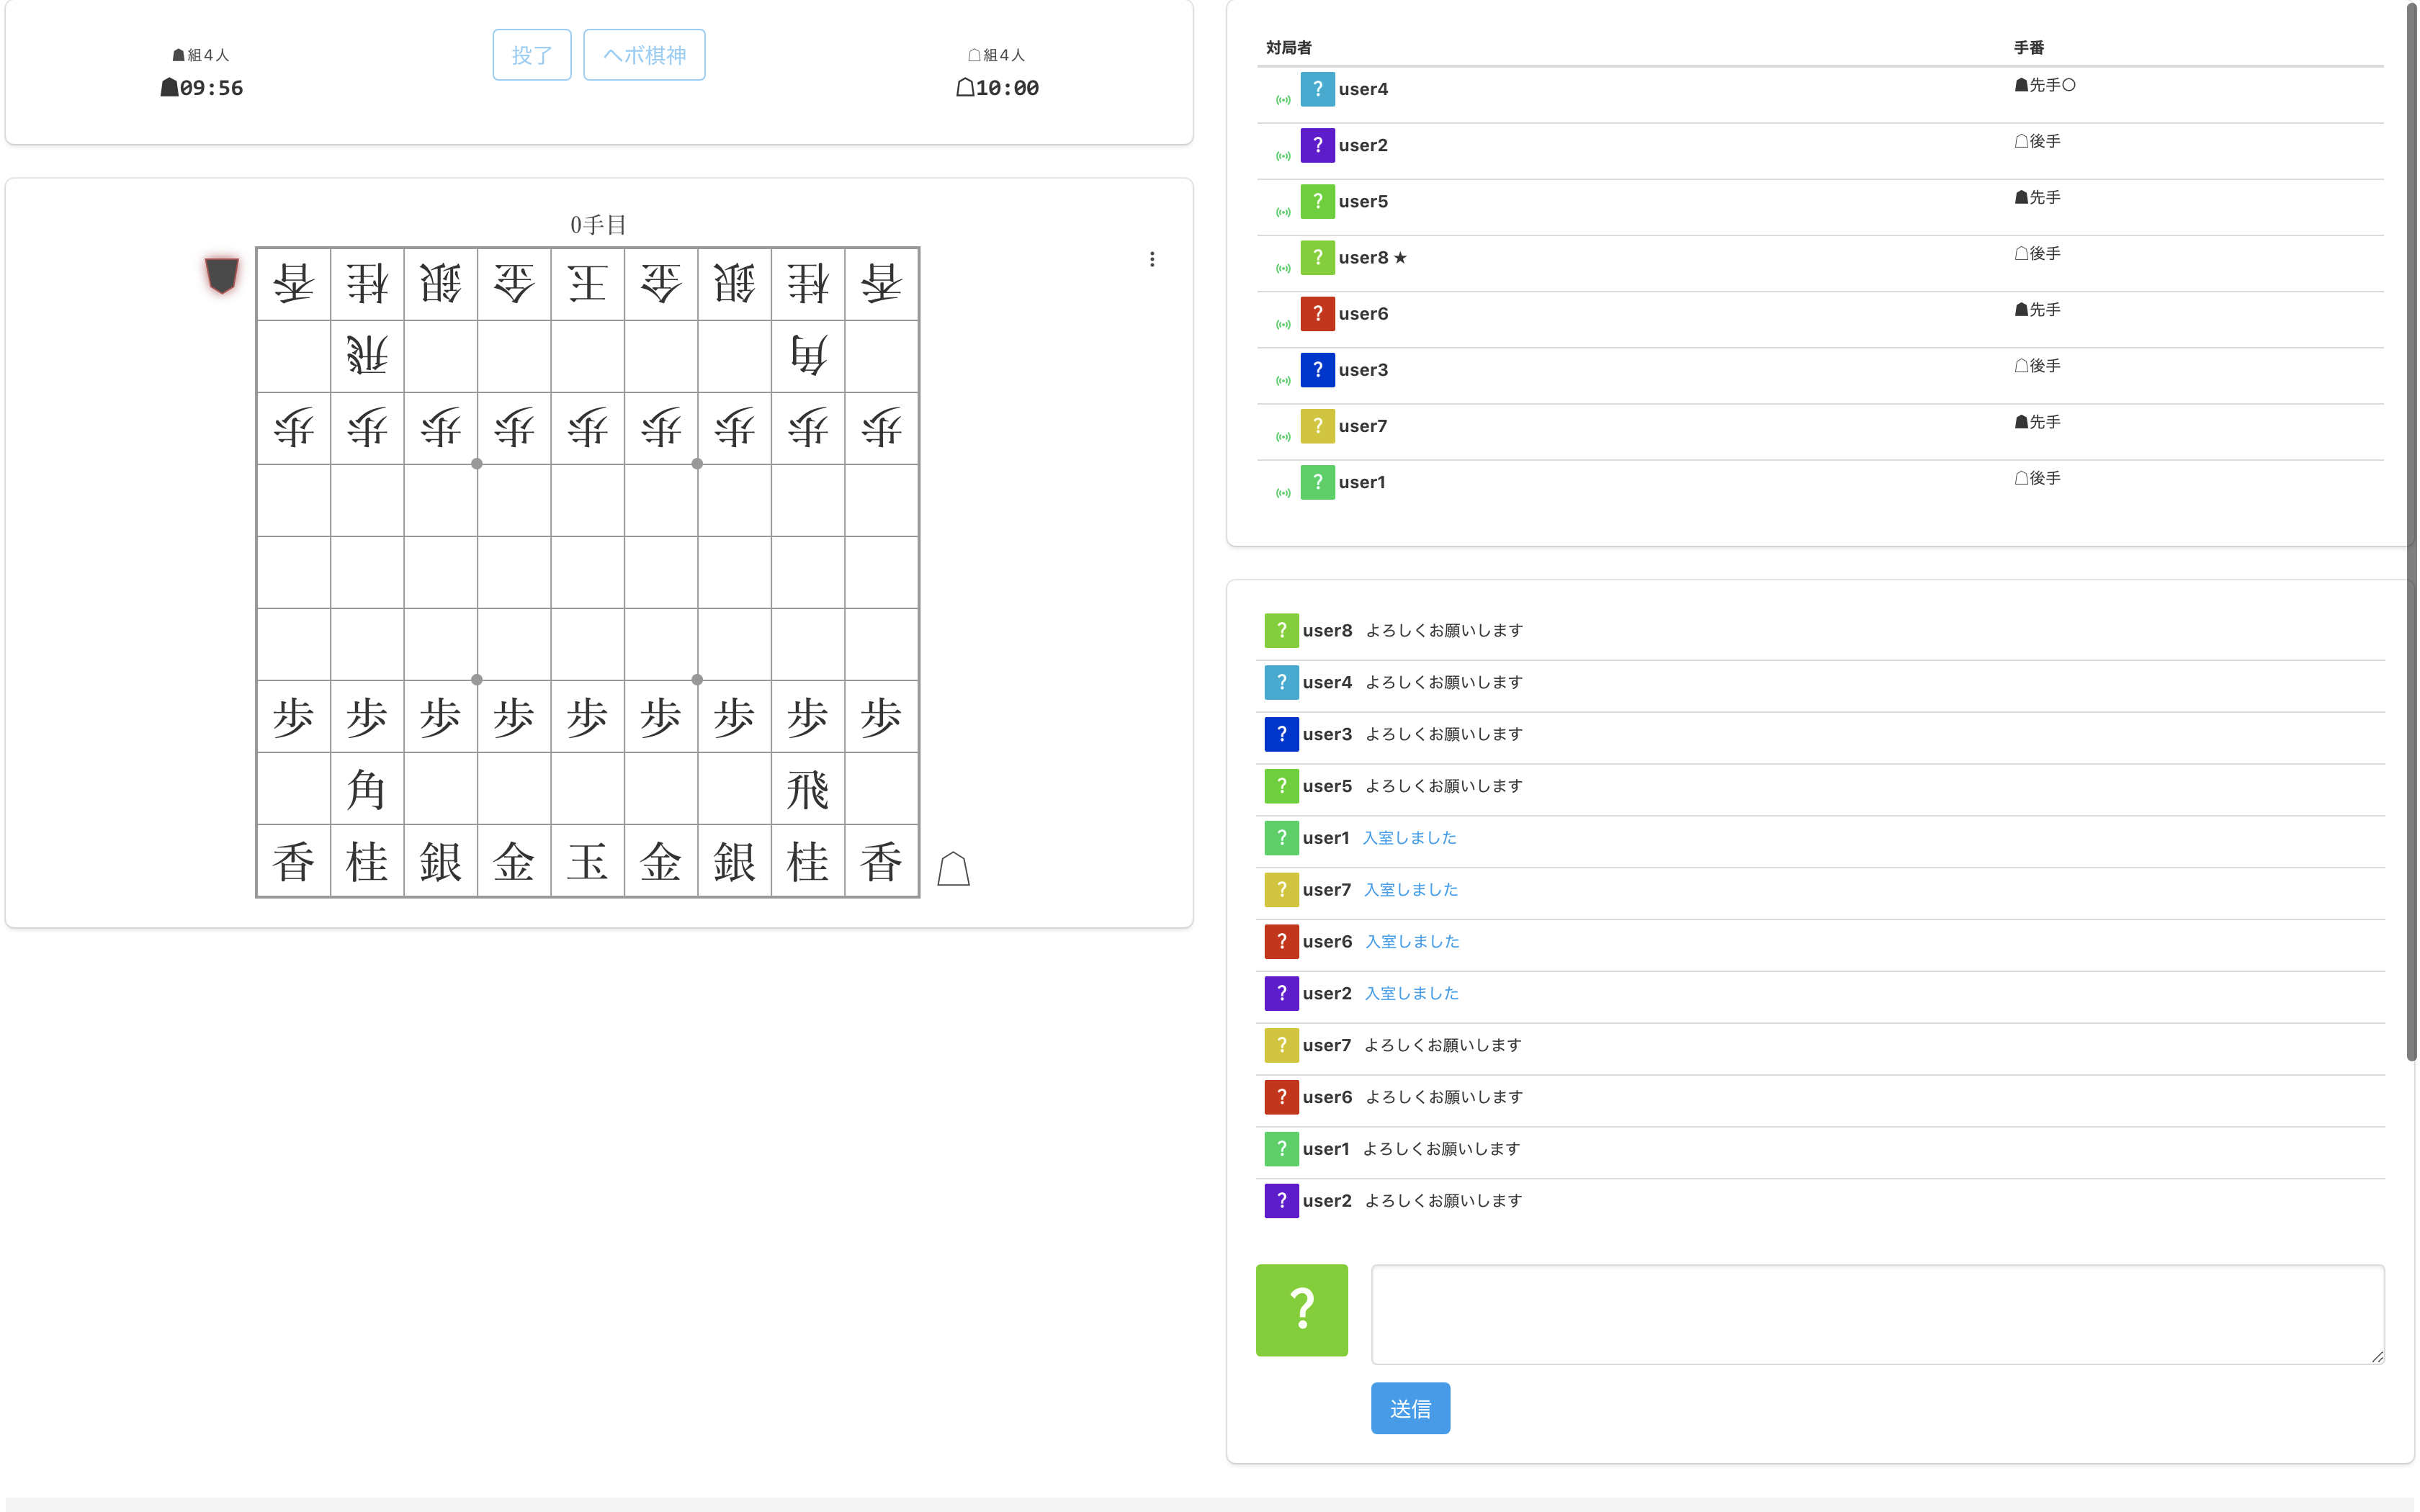 ☗組4人
☗09:56
投了
ヘボ棋神
☖組4人
☖10:00
0手目
香桂銀金玉金銀桂香
飛角
歩歩歩歩歩歩歩歩歩
歩歩歩歩歩歩歩歩歩
角飛
香桂銀金玉金銀桂香
対局者 手番
? user4 ☗先手○
? user2 ☖後手
? user5 ☗先手
? user8 ★ ☖後手
? user6 ☗先手
? user3 ☖後手
? user7 ☗先手
? user1 ☖後手
? user8 よろしくお願いします
? user4 よろしくお願いします
? user3 よろしくお願いします
? user5 よろしくお願いします
? user1 入室しました
? user7 入室しました
? user6 入室しました
? user2 入室しました
? user7 よろしくお願いします
? user6 よろしくお願いします
? user1 よろしくお願いします
? user2 よろしくお願いします
?
送信